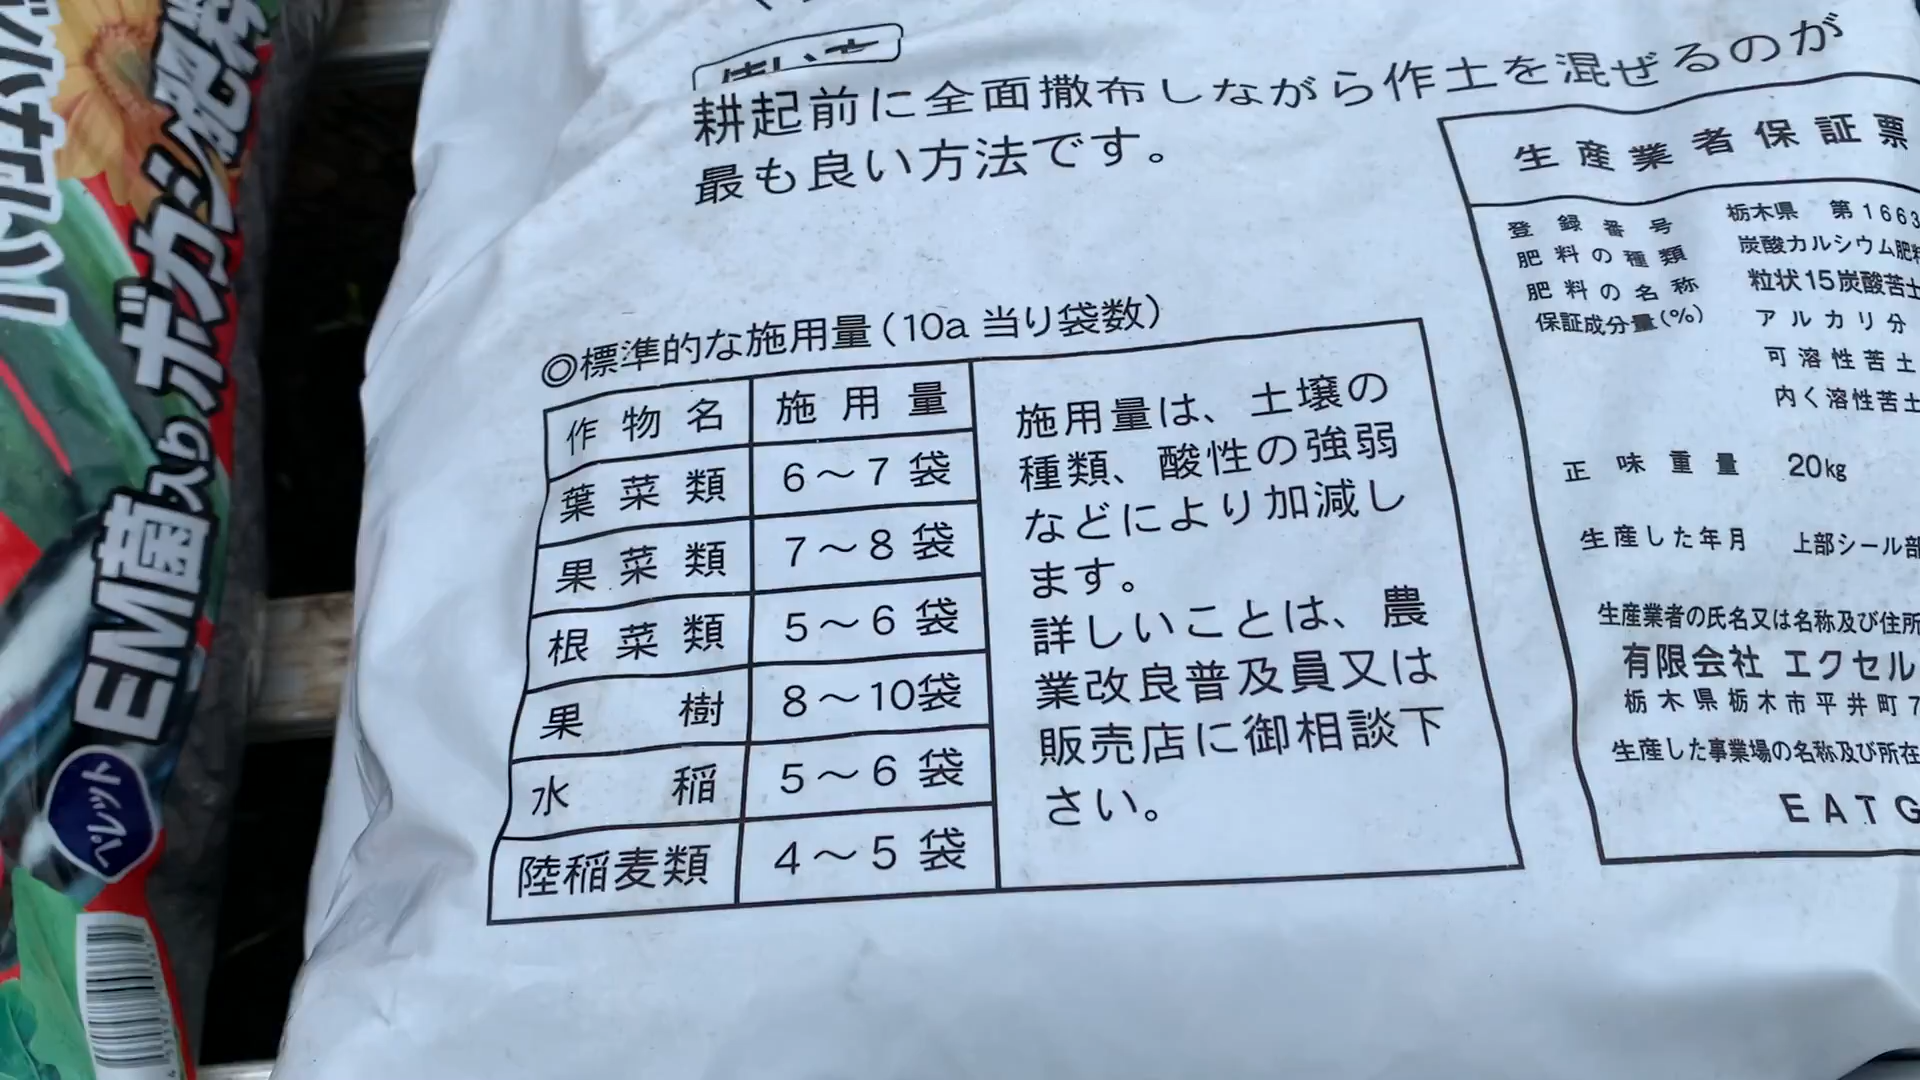 EM菌入りボカシ肥料
ペレット
耕起前に全面撒布しながら作土を混ぜるのが
最も良い方法です。
◎標準的な施用量(10a 当り袋数)
作物名 施用量
葉菜類 6〜7袋
果菜類 7〜8袋
根菜類 5〜6袋
果樹 8〜10袋
水稲 5〜6袋
陸稲麦類 4〜5袋
施用量は、土壌の
種類、酸性の強弱
などにより加減し
ます。
詳しいことは、農
業改良普及員又は
販売店に御相談下
さい。
生産業者保証票
登録番号 栃木県 第1663
肥料の種類 炭酸カルシウム肥料
肥料の名称 粒状15炭酸苦土
保証成分量(%) アルカリ分
可溶性苦土
内く溶性苦土
正味重量 20kg
生産した年月 上部シール部
生産業者の氏名又は名称及び住所
有限会社 エクセル
栃木県栃木市平井町7
生産した事業場の名称及び所在
EATG